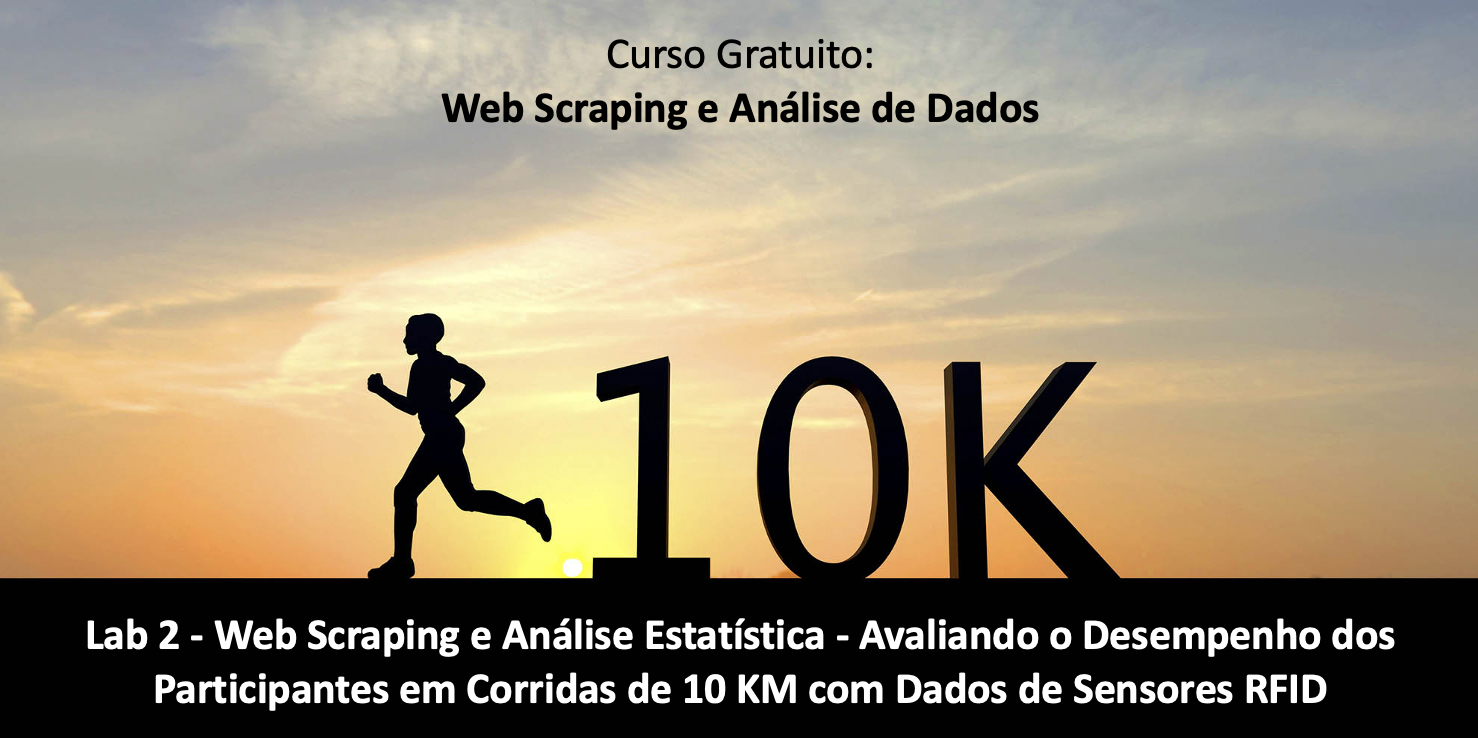 Curso Gratuito:
Web Scraping e Análise de Dados
10K
Lab 2 - Web Scraping e Análise Estatística - Avaliando o Desempenho dos
Participantes em Corridas de 10 KM com Dados de Sensores RFID